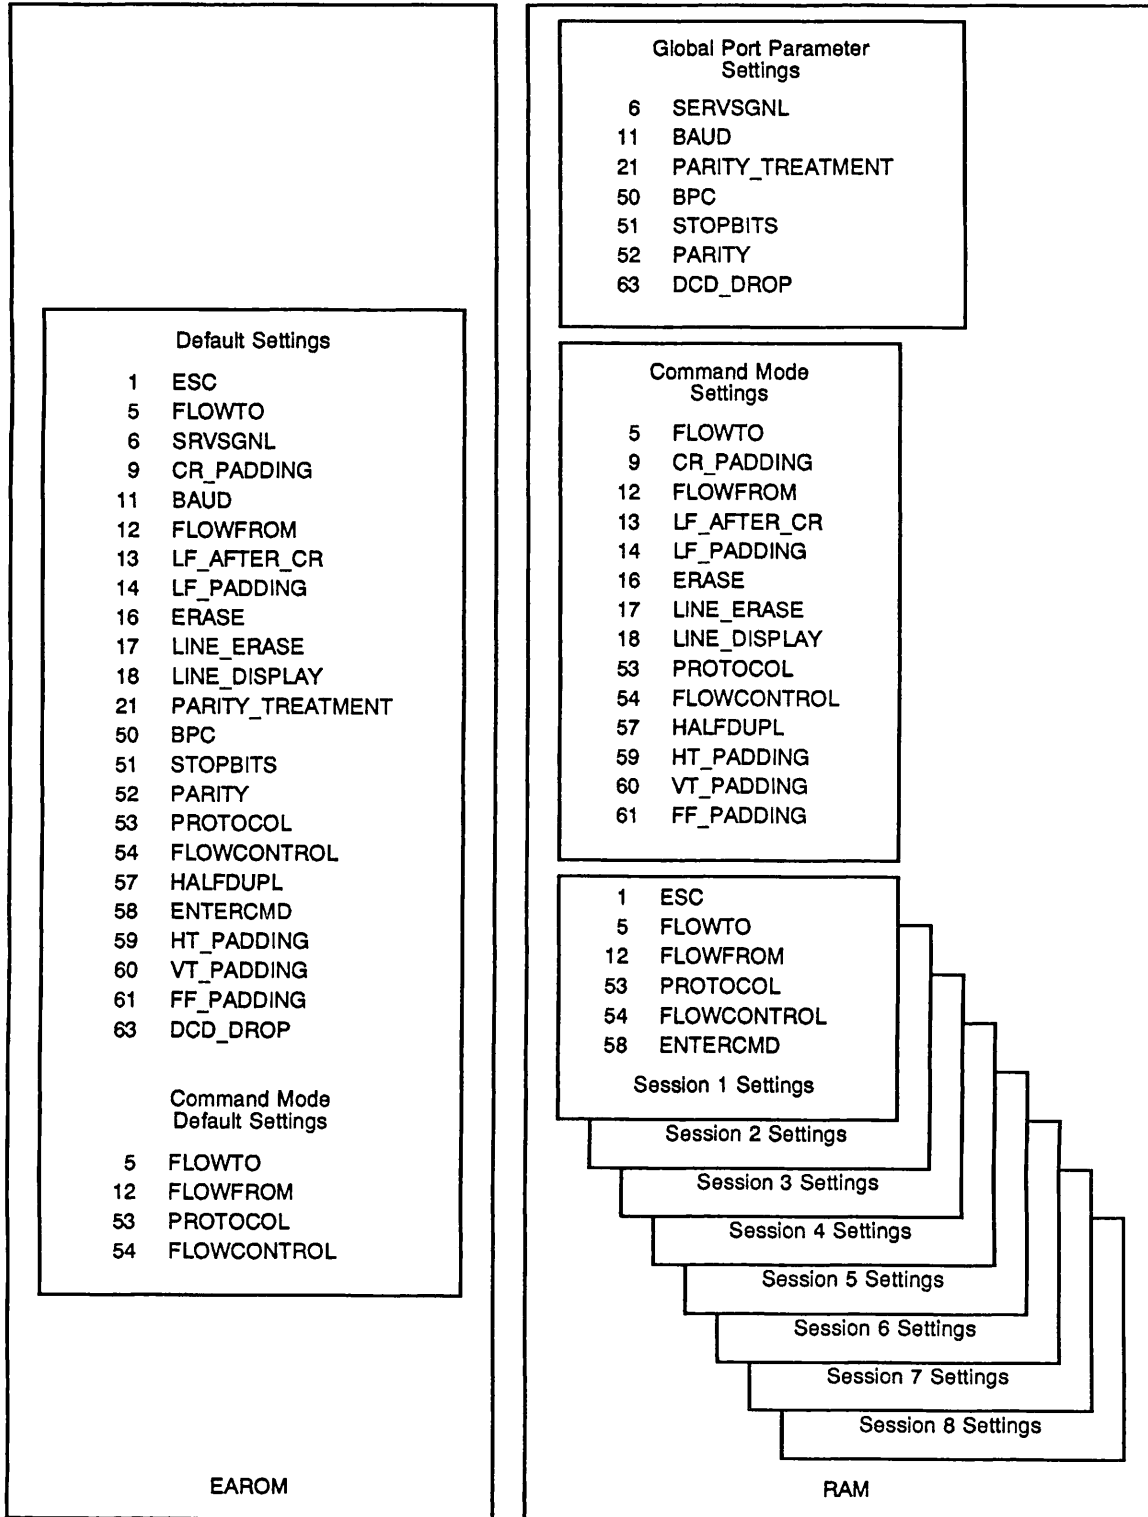 Default Settings
1 ESC
5 FLOWTO
6 SRVSGNL
9 CR_PADDING
11 BAUD
12 FLOWFROM
13 LF_AFTER_CR
14 LF_PADDING
16 ERASE
17 LINE_ERASE
18 LINE_DISPLAY
21 PARITY_TREATMENT
50 BPC
51 STOPBITS
52 PARITY
53 PROTOCOL
54 FLOWCONTROL
57 HALFDUPL
58 ENTERCMD
59 HT_PADDING
60 VT_PADDING
61 FF_PADDING
63 DCD_DROP
Command Mode
Default Settings
5 FLOWTO
12 FLOWFROM
53 PROTOCOL
54 FLOWCONTROL
EAROM
Global Port Parameter
Settings
6 SERVSGNL
11 BAUD
21 PARITY_TREATMENT
50 BPC
51 STOPBITS
52 PARITY
63 DCD_DROP
Command Mode
Settings
5 FLOWTO
9 CR_PADDING
12 FLOWFROM
13 LF_AFTER_CR
14 LF_PADDING
16 ERASE
17 LINE_ERASE
18 LINE_DISPLAY
53 PROTOCOL
54 FLOWCONTROL
57 HALFDUPL
59 HT_PADDING
60 VT_PADDING
61 FF_PADDING
1 ESC
5 FLOWTO
12 FLOWFROM
53 PROTOCOL
54 FLOWCONTROL
58 ENTERCMD
Session 1 Settings
Session 2 Settings
Session 3 Settings
Session 4 Settings
Session 5 Settings
Session 6 Settings
Session 7 Settings
Session 8 Settings
RAM